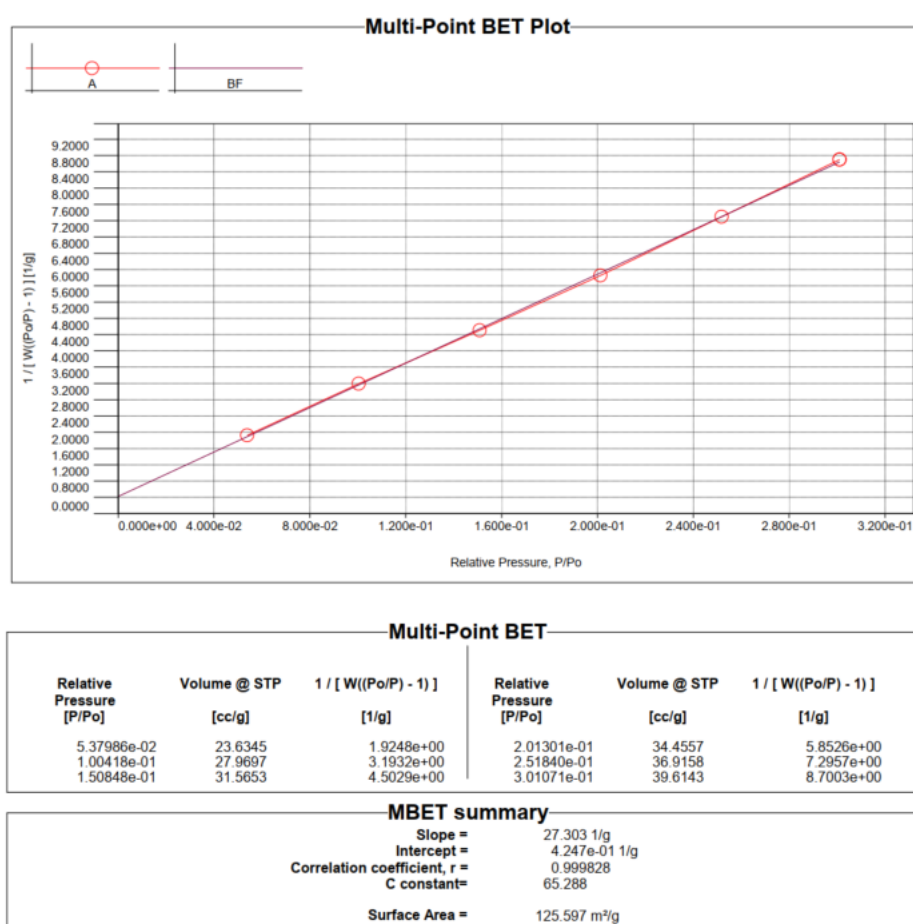 Multi-Point BET Plot
A BF
9.2000
8.8000
8.4000
8.0000
7.6000
7.2000
6.8000
6.4000
6.0000
5.6000
5.2000
4.8000
4.4000
4.0000
3.6000
3.2000
2.8000
2.4000
2.0000
1.6000
1.2000
0.8000
0.0000
1 / [ W((Po/P) - 1) ] [1/g]
0.000e+00 4.000e-02 8.000e-02 1.200e-01 1.600e-01 2.000e-01 2.400e-01 2.800e-01 3.200e-01
Relative Pressure, P/Po
Multi-Point BET
Relative Volume @ STP 1 / [ W((Po/P) - 1) ] Relative Volume @ STP 1 / [ W((Po/P) - 1) ]
Pressure Pressure
[P/Po] [cc/g] [1/g] [P/Po] [cc/g] [1/g]
5.37986e-02 23.6345 1.9248e+00 2.01301e-01 34.4557 5.8526e+00
1.00418e-01 27.9697 3.1932e+00 2.51840e-01 36.9158 7.2957e+00
1.50848e-01 31.5653 4.5029e+00 3.01071e-01 39.6143 8.7003e+00
MBET summary
Slope = 27.303 1/g
Intercept = 4.247e-01 1/g
Correlation coefficient, r = 0.999828
C constant= 65.288
Surface Area = 125.597 m²/g